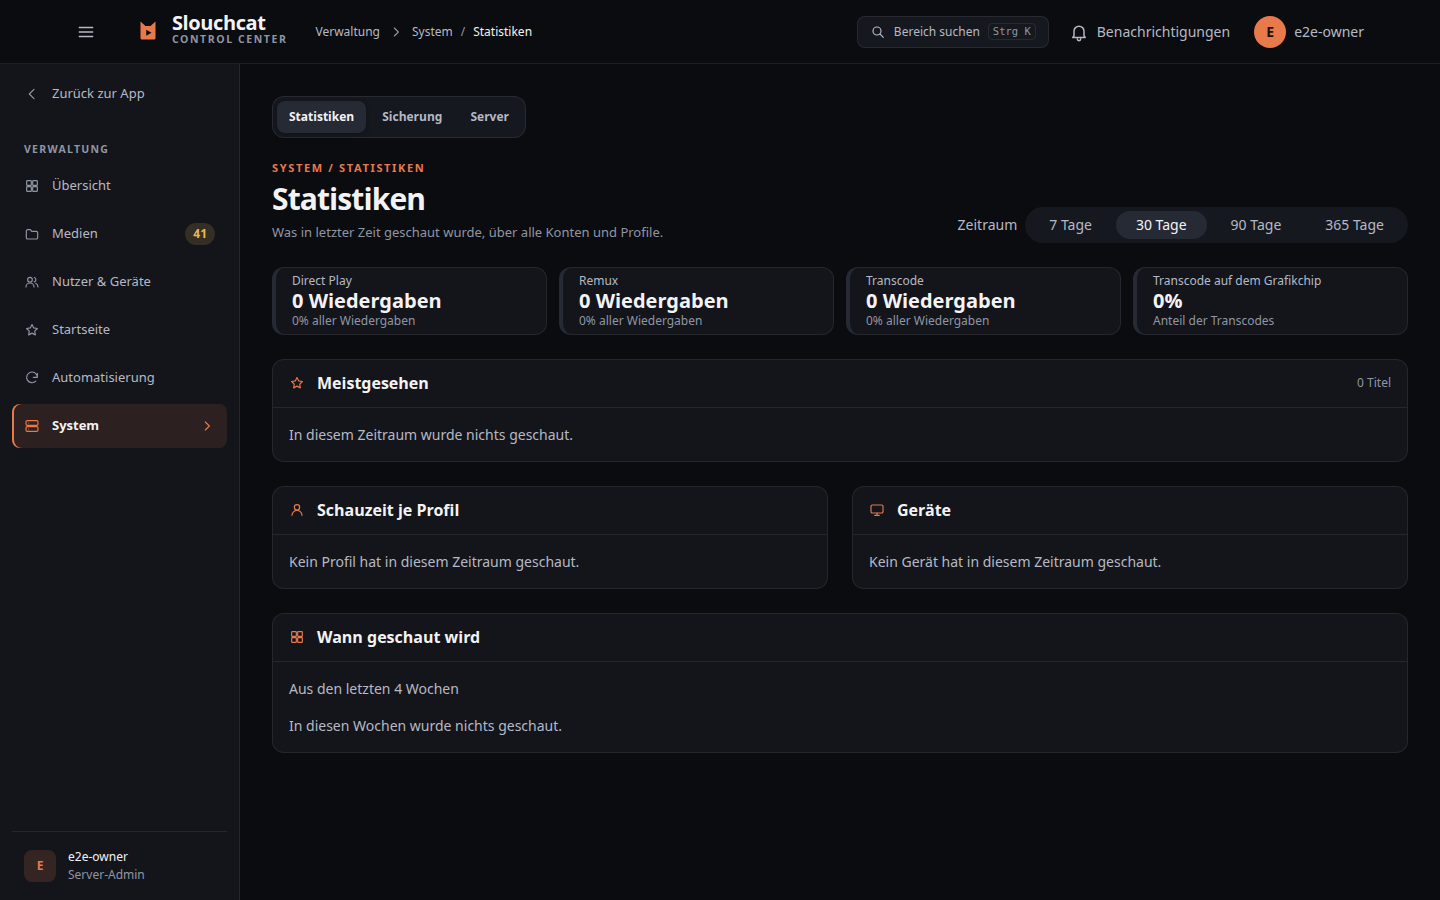 Slouchcat
CONTROL CENTER
Verwaltung
System / Statistiken
Bereich suchen Strg K
Benachrichtigungen
E
e2e-owner
Zurück zur App
VERWALTUNG
Übersicht
Medien 41
Nutzer & Geräte
Startseite
Automatisierung
System
E
e2e-owner
Server-Admin
Statistiken Sicherung Server
SYSTEM / STATISTIKEN
Statistiken
Was in letzter Zeit geschaut wurde, über alle Konten und Profile.
Zeitraum 7 Tage 30 Tage 90 Tage 365 Tage
Direct Play
0 Wiedergaben
0% aller Wiedergaben
Remux
0 Wiedergaben
0% aller Wiedergaben
Transcode
0 Wiedergaben
0% aller Wiedergaben
Transcode auf dem Grafikchip
0%
Anteil der Transcodes
Meistgesehen 0 Titel
In diesem Zeitraum wurde nichts geschaut.
Schauzeit je Profil
Kein Profil hat in diesem Zeitraum geschaut.
Geräte
Kein Gerät hat in diesem Zeitraum geschaut.
Wann geschaut wird
Aus den letzten 4 Wochen
In diesen Wochen wurde nichts geschaut.